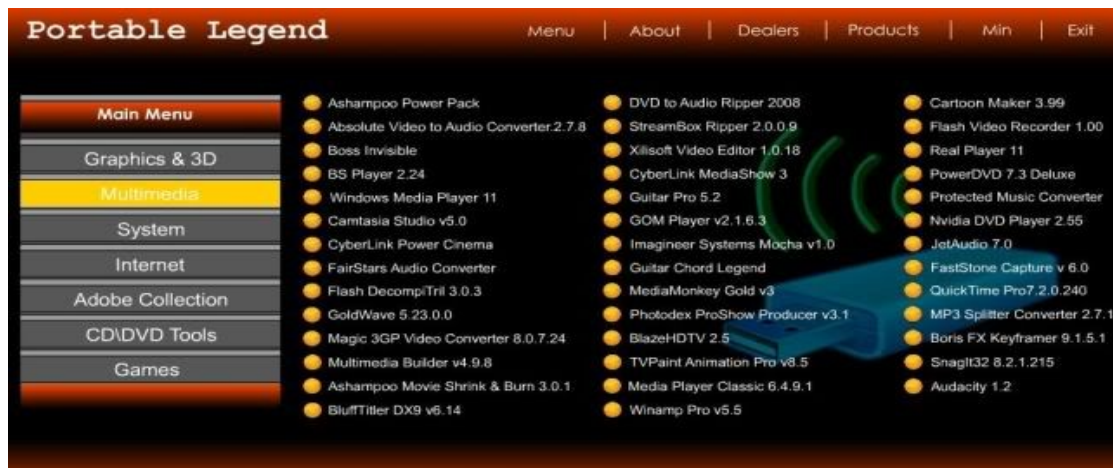 Portable Legend
Menu | About | Dealers | Products | Min | Exit
Main Menu
Graphics & 3D
Multimedia
System
Internet
Adobe Collection
CD\DVD Tools
Games
Ashampoo Power Pack
Absolute Video to Audio Converter.2.7.8
Boss Invisible
BS Player 2.24
Windows Media Player 11
Camtasia Studio v5.0
CyberLink Power Cinema
FairStars Audio Converter
Flash DecompiTril 3.0.3
GoldWave 5.23.0.0
Magic 3GP Video Converter 8.0.7.24
Multimedia Builder v4.9.8
Ashampoo Movie Shrink & Burn 3.0.1
BluffTitler DX9 v6.14
DVD to Audio Ripper 2008
StreamBox Ripper 2.0.0.9
Xilisoft Video Editor 1.0.18
CyberLink MediaShow 3
Guitar Pro 5.2
GOM Player v2.1.6.3
Imagineer Systems Mocha v1.0
Guitar Chord Legend
MediaMonkey Gold v3
Photodex ProShow Producer v3.1
BlazeHDTV 2.5
TVPaint Animation Pro v8.5
Media Player Classic 6.4.9.1
Winamp Pro v5.5
Cartoon Maker 3.99
Flash Video Recorder 1.00
Real Player 11
PowerDVD 7.3 Deluxe
Protected Music Converter
Nvidia DVD Player 2.55
JetAudio 7.0
FastStone Capture v 6.0
QuickTime Pro7.2.0.240
MP3 Splitter Converter 2.7.1
Boris FX Keyframer 9.1.5.1
SnagIt32 8.2.1.215
Audacity 1.2